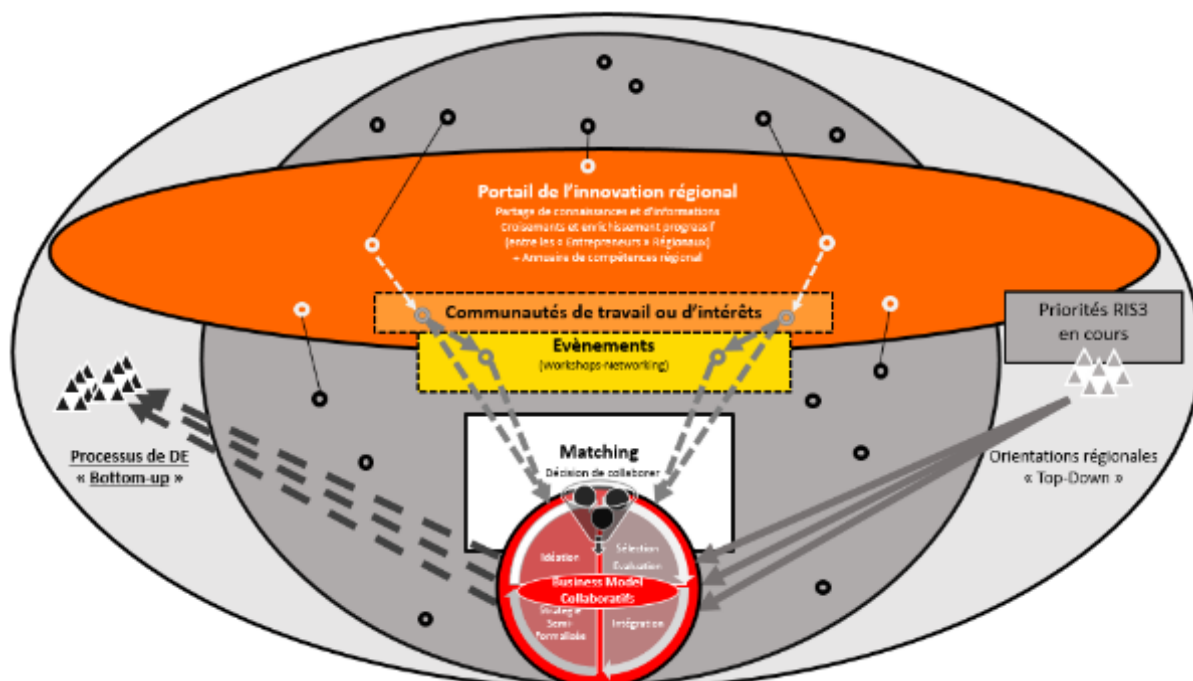 Portail de l'innovation régional
Partage de connaissances et d'informations
Croisements et enrichissement progressif
(entre les « Entrepreneurs » Régionaux)
Annuaire de compétences régional
Communautés de travail ou d'intérêts
Evènements
(Workshops-Networking)
Priorités RIS3
en cours
Processus de DE
« Bottom-up »
Orientations régionales
« Top-Down »
Matching
Décision de collaborer
Idéation
Sélection
Evaluation
Business Model
Collaboratifs
Stratégie
Semi-
Formalisée
Intégration